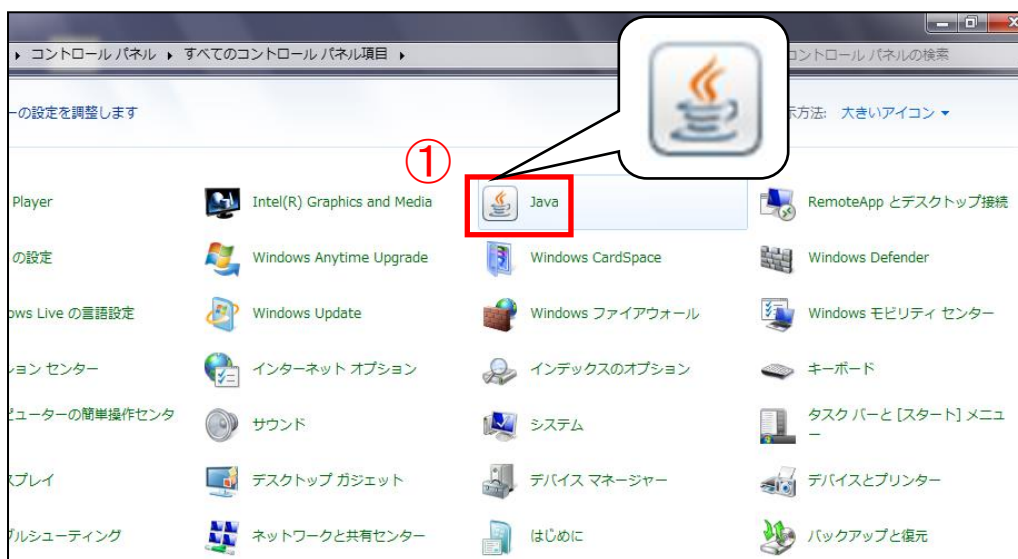 コントロール パネル ▸ すべてのコントロール パネル項目 ▸
コントロール パネルの検索
ーの設定を調整します
示方法: 大きいアイコン
①
Player
Intel(R) Graphics and Media
Java
RemoteApp とデスクトップ接続
の設定
Windows Anytime Upgrade
Windows CardSpace
Windows Defender
ows Live の言語設定
Windows Update
Windows ファイアウォール
Windows モビリティ センター
ション センター
インターネット オプション
インデックスのオプション
キーボード
ピューターの簡単操作センタ
サウンド
システム
タスク バーと [スタート] メニュ
ー
スプレイ
デスクトップ ガジェット
デバイス マネージャー
デバイスとプリンター
ブルシューティング
ネットワークと共有センター
はじめに
バックアップと復元